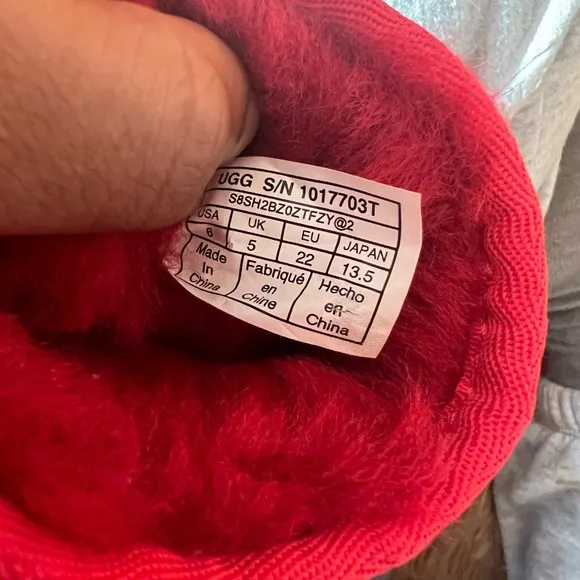 UGG S/N 1017703T
S8SH2BZ0ZTFZY@2
USA UK EU JAPAN
6 5 22 13.5
Made Fabriqué Hecho
In en en
China Chine China